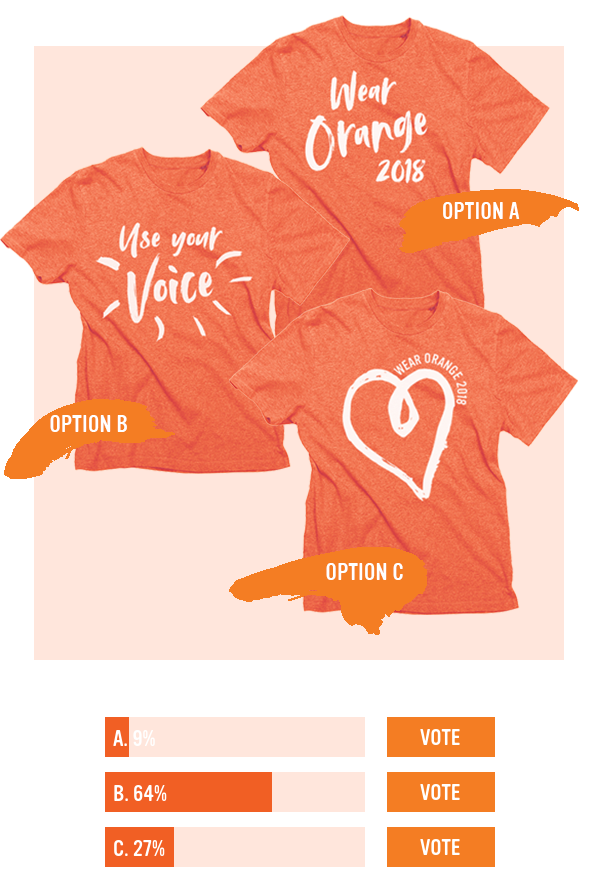 Wear
Orange
2018
OPTION A
Use your
Voice
OPTION B
WEAR ORANGE 2018
OPTION C
A. 9%
VOTE
B. 64%
VOTE
C. 27%
VOTE